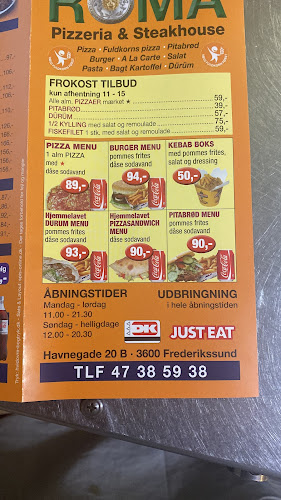 ROMA
Pizzeria & Steakhouse
Pizza · Fuldkorns pizza · Pitabrød
Burger · A La Carte · Salat
Pasta · Bagt Kartoffel · Dürüm
FROKOST TILBUD
kun afhentning 11 - 15
Alle alm. PIZZAER mærket ★ 59,-
PITABRØD 39,-
DÜRÜM 57,-
1/2 KYLLING med salat og remoulade 75,-
FISKEFILET 1 stk. med salat og remoulade 59,-
PIZZA MENU
1 alm PIZZA
med ★
dåse sodavand
89,-
BURGER MENU
pommes frites
dåse sodavand
94,-
KEBAB BOKS
med pommes frites,
salat og dressing
50,-
Hjemmelavet
DÜRÜM MENU
pommes frites
dåse sodavand
93,-
Hjemmelavet
PIZZASANDWICH
MENU
dåse sodavand
90,-
PITABRØD MENU
pommes frites
dåse sodavand
90,-
ÅBNINGSTIDER
Mandag - lørdag
11.00 - 21.30
Søndag - helligdage
12.00 - 20.30
UDBRINGNING
i hele åbningstiden
DK
JUST EAT
Havnegade 20 B · 3600 Frederikssund
TLF 47 38 59 38